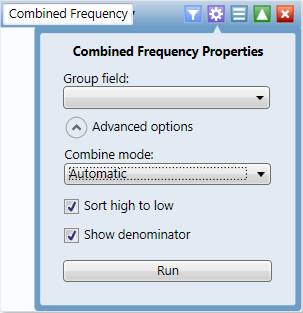 Combined Frequency
Combined Frequency Properties
Group field:
Advanced options
Combine mode:
Automatic
Sort high to low
Show denominator
Run